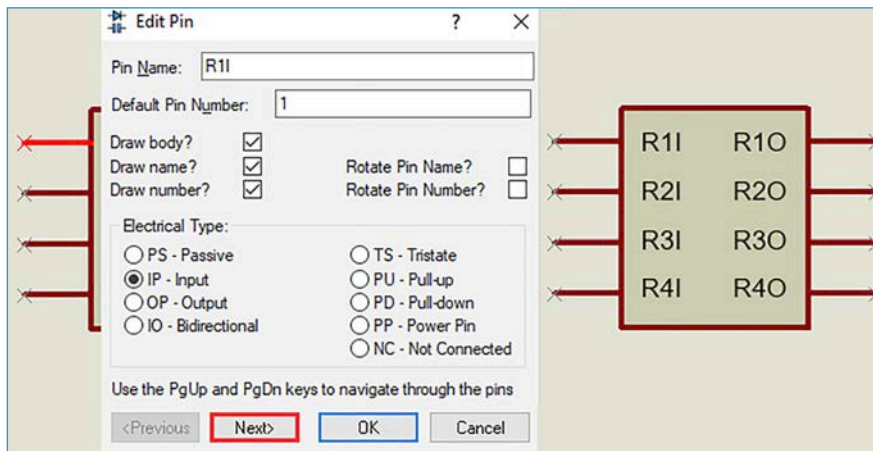 Edit Pin ? ×
Pin Name: R1I
Default Pin Number: 1
Draw body?
Draw name? Rotate Pin Name?
Draw number? Rotate Pin Number?
Electrical Type:
PS - Passive TS - Tristate
IP - Input PU - Pull-up
OP - Output PD - Pull-down
IO - Bidirectional PP - Power Pin
NC - Not Connected
Use the PgUp and PgDn keys to navigate through the pins
<Previous Next> OK Cancel
R1I R1O
R2I R2O
R3I R3O
R4I R4O